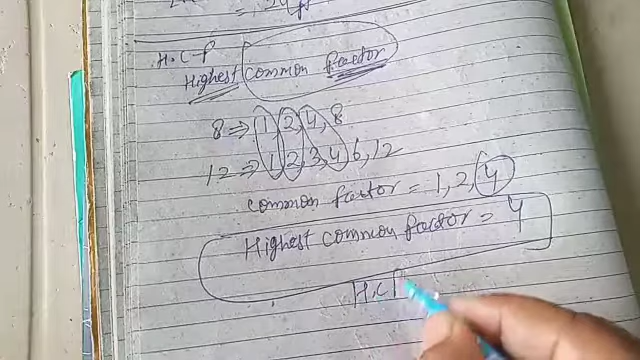 H.C-F
Highest common factor
8 ⇒ 1, 2, 4, 8
12 ⇒ 1, 2, 3, 4, 6, 12
common factor = 1, 2, 4
Highest common factor = 4
H.C